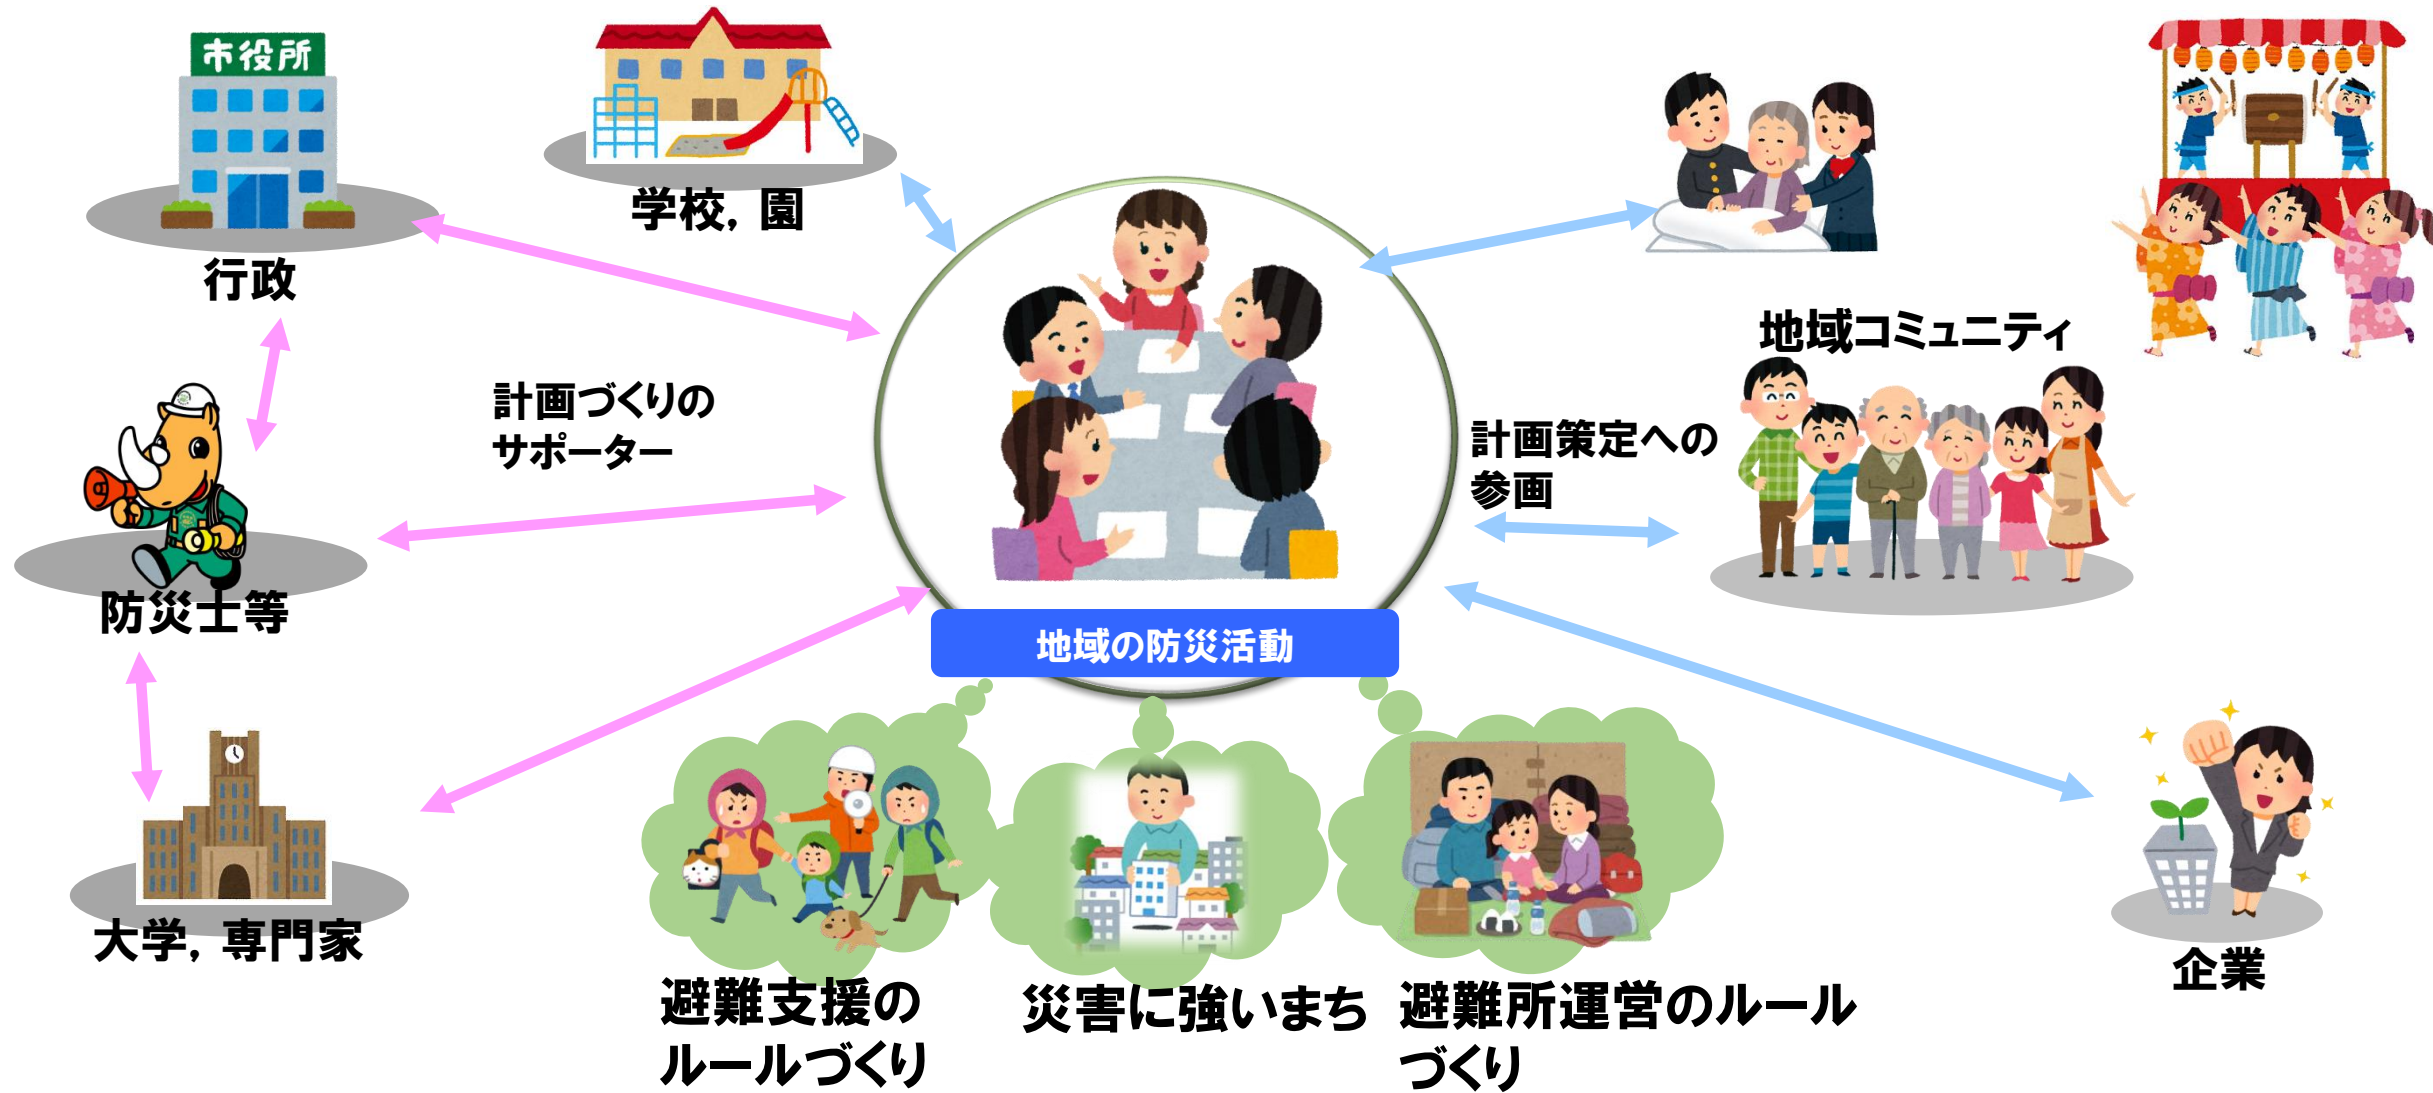 市役所
学校，園
行政
地域コミュニティ
計画づくりの
サポーター
計画策定への
参画
防災士等
地域の防災活動
大学，専門家
企業
避難支援の
ルールづくり
災害に強いまち
避難所運営のルール
づくり